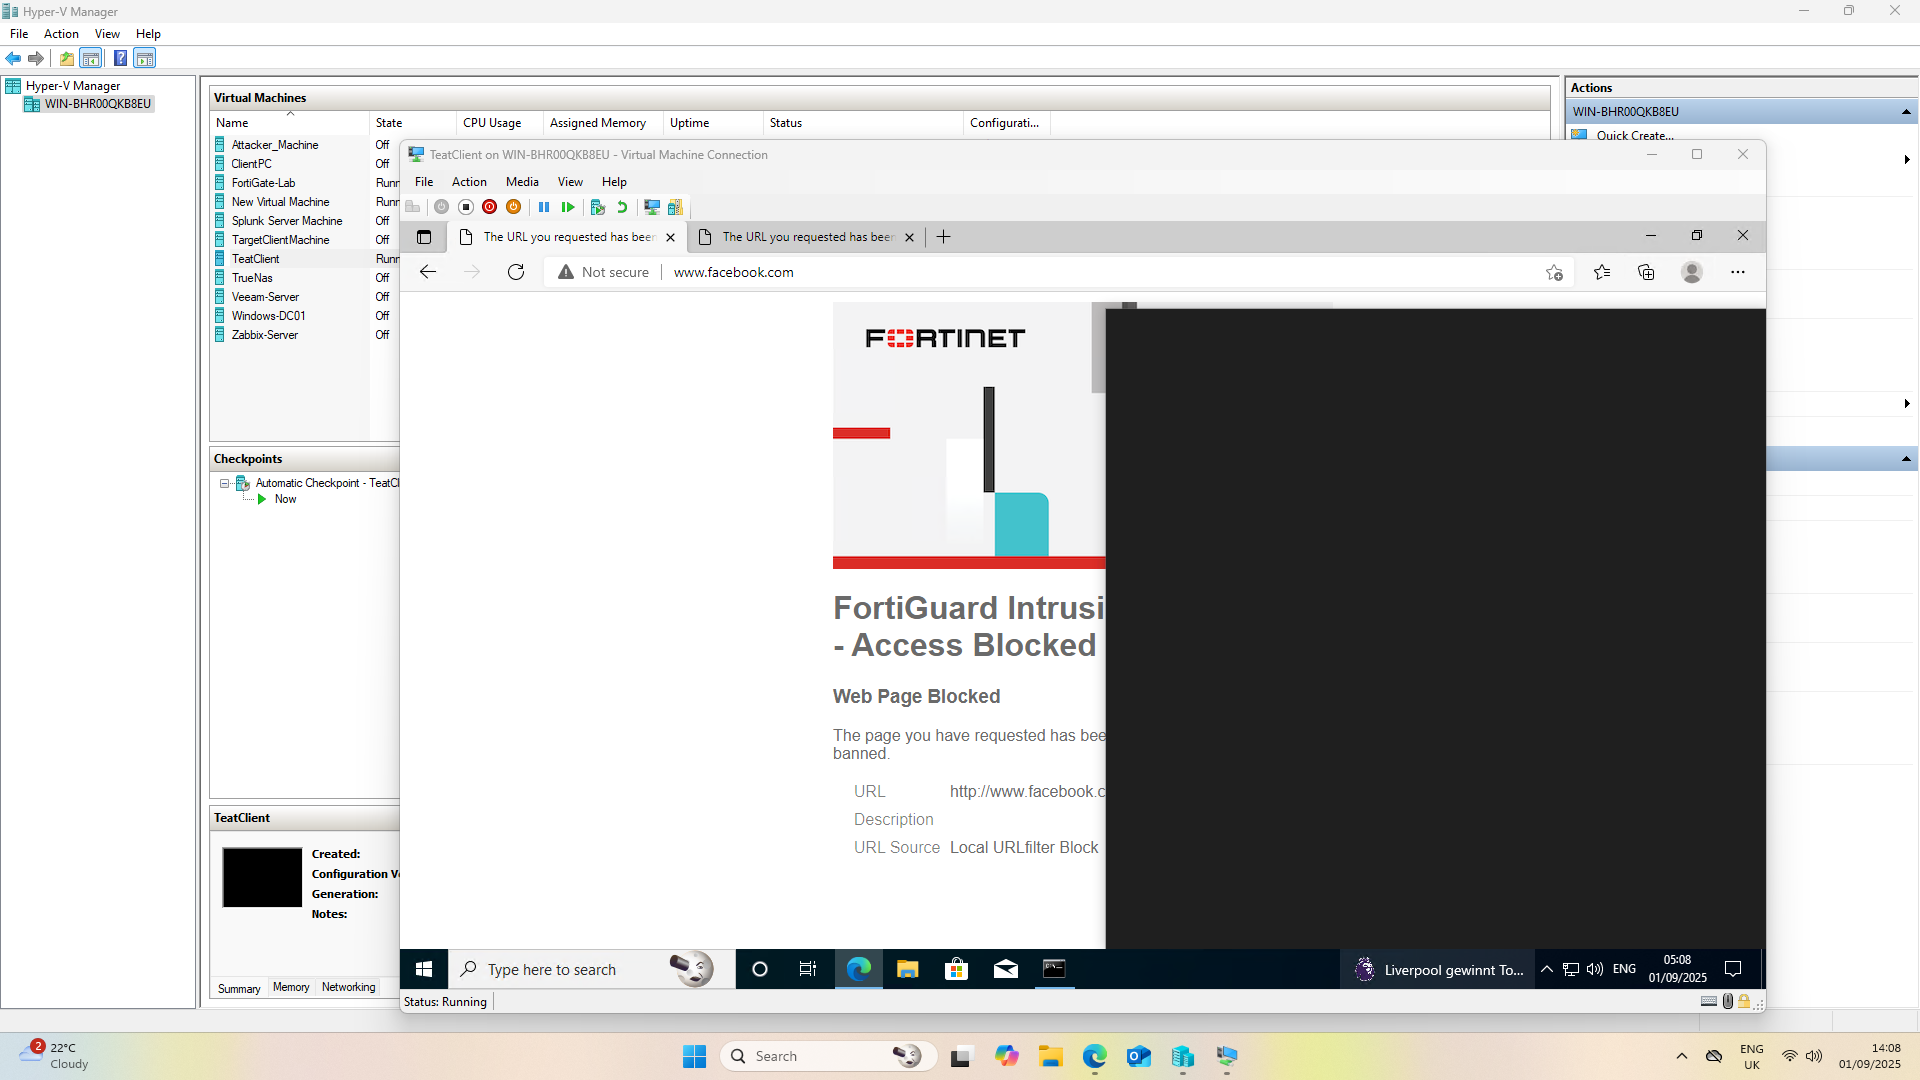 Hyper-V Manager
File Action View Help
Hyper-V Manager
WIN-BHR00QKB8EU
Virtual Machines
Name State CPU Usage Assigned Memory Uptime Status Configurati...
Attacker_Machine Off
ClientPC Off
FortiGate-Lab Runn
New Virtual Machine Runn
Splunk Server Machine Off
TargetClientMachine Off
TeatClient Runn
TrueNas Off
Veeam-Server Off
Windows-DC01 Off
Zabbix-Server Off
Checkpoints
Automatic Checkpoint - TeatCl
Now
TeatClient
Created:
Configuration Ve
Generation:
Notes:
Summary Memory Networking
Actions
WIN-BHR00QKB8EU
Quick Create...
TeatClient on WIN-BHR00QKB8EU - Virtual Machine Connection
File Action Media View Help
The URL you requested has been
The URL you requested has been
Not secure www.facebook.com
FORTINET
FortiGuard Intrusi
- Access Blocked
Web Page Blocked
The page you have requested has bee
banned.
URL http://www.facebook.c
Description
URL Source Local URLfilter Block
Type here to search
Liverpool gewinnt To...
ENG
05:08
01/09/2025
Status: Running
2
22°C
Cloudy
Search
ENG
UK
14:08
01/09/2025